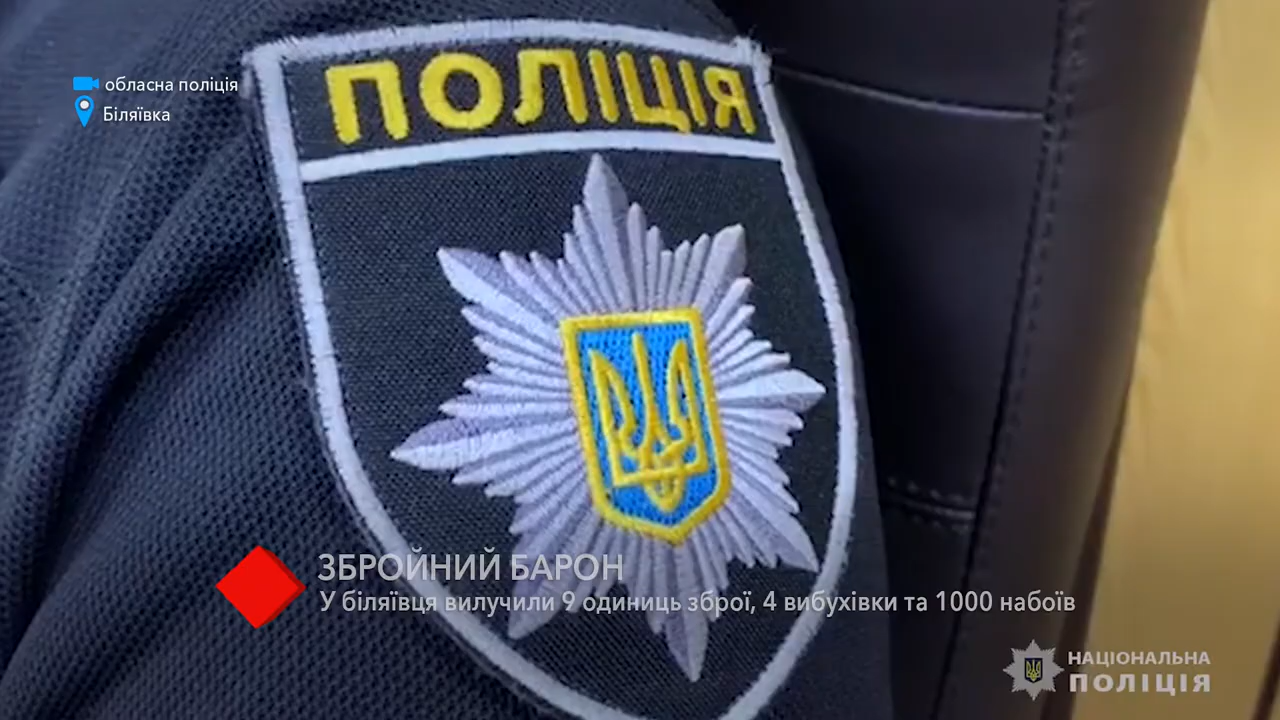 ПОЛІЦІЯ
обласна поліція
Біляївка
ЗБРОЙНИЙ БАРОН
У біляївця вилучили 9 одиниць зброї, 4 вибухівки та 1000 набоїв
НАЦІОНАЛЬНА
ПОЛІЦІЯ